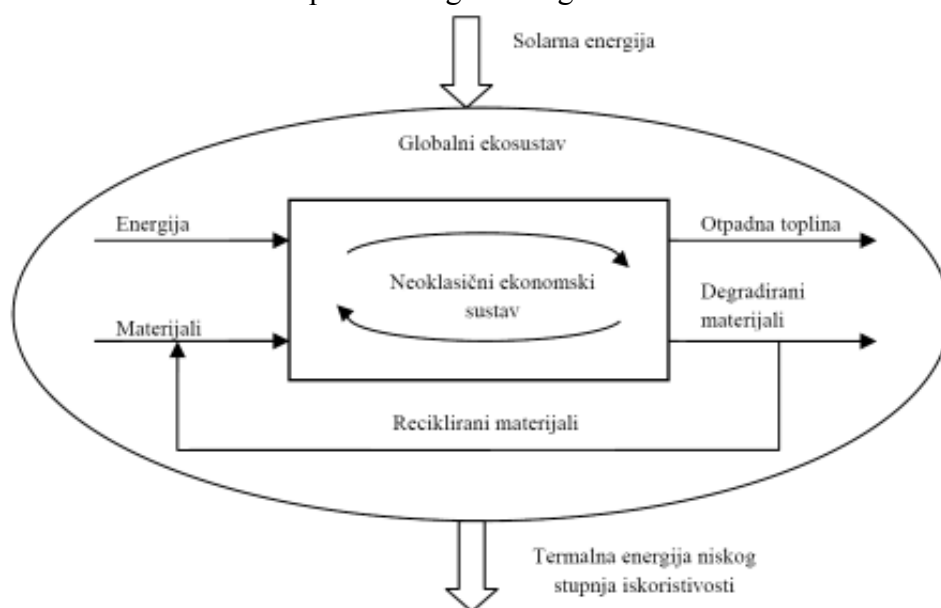 Solarna energija
Globalni ekosustav
Energija
Otpadna toplina
Neoklasični ekonomski
sustav
Degradirani
materijali
Materijali
Reciklirani materijali
Termalna energija niskog
stupnja iskoristivosti